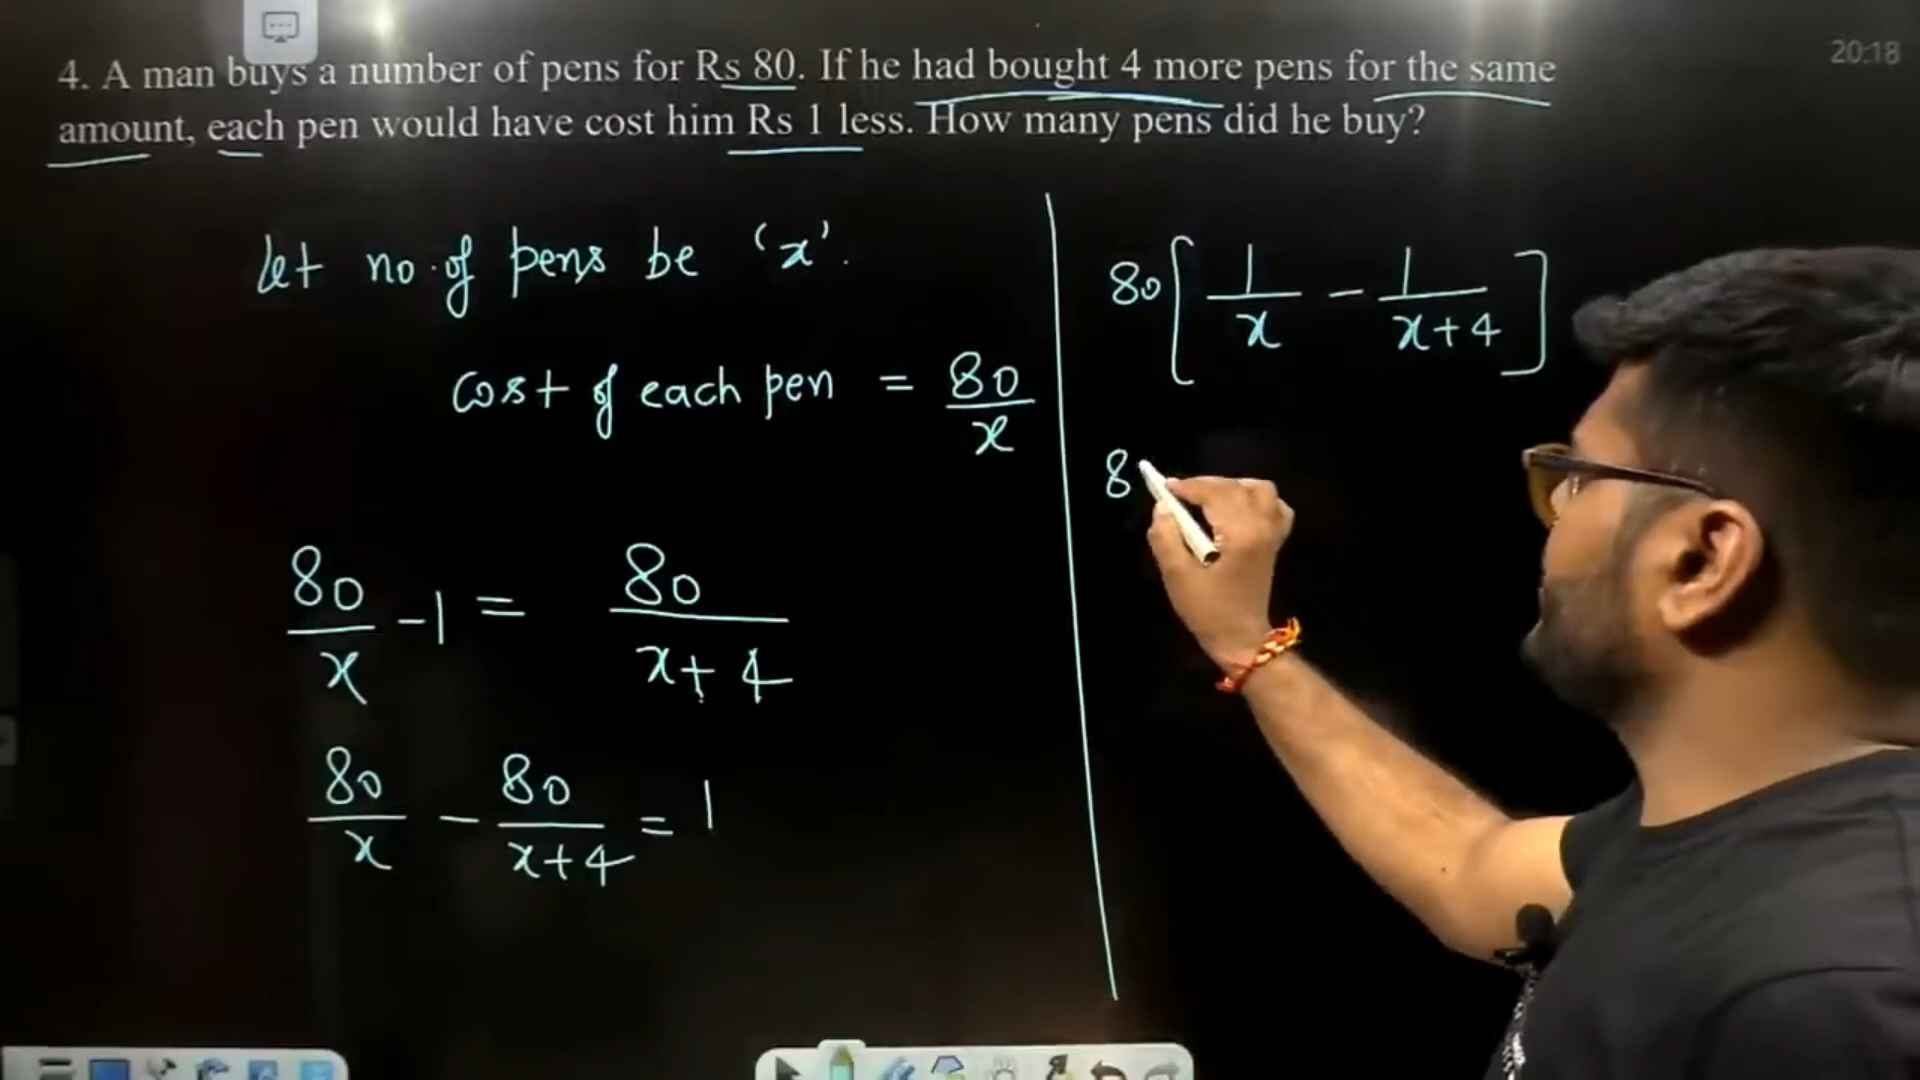 20:18
4. A man buys a number of pens for Rs 80. If he had bought 4 more pens for the same
amount, each pen would have cost him Rs 1 less. How many pens did he buy?
Let no. of pens be 'x'.
cost of each pen = 80/x
80/x - 1 = 80/x+4
80/x - 80/x+4 = 1
80[1/x - 1/x+4]
8